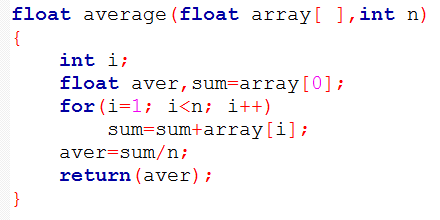 float average(float array[ ],int n)
{
    int i;
    float aver,sum=array[0];
    for(i=1; i<n; i++)
        sum=sum+array[i];
    aver=sum/n;
    return(aver);
}